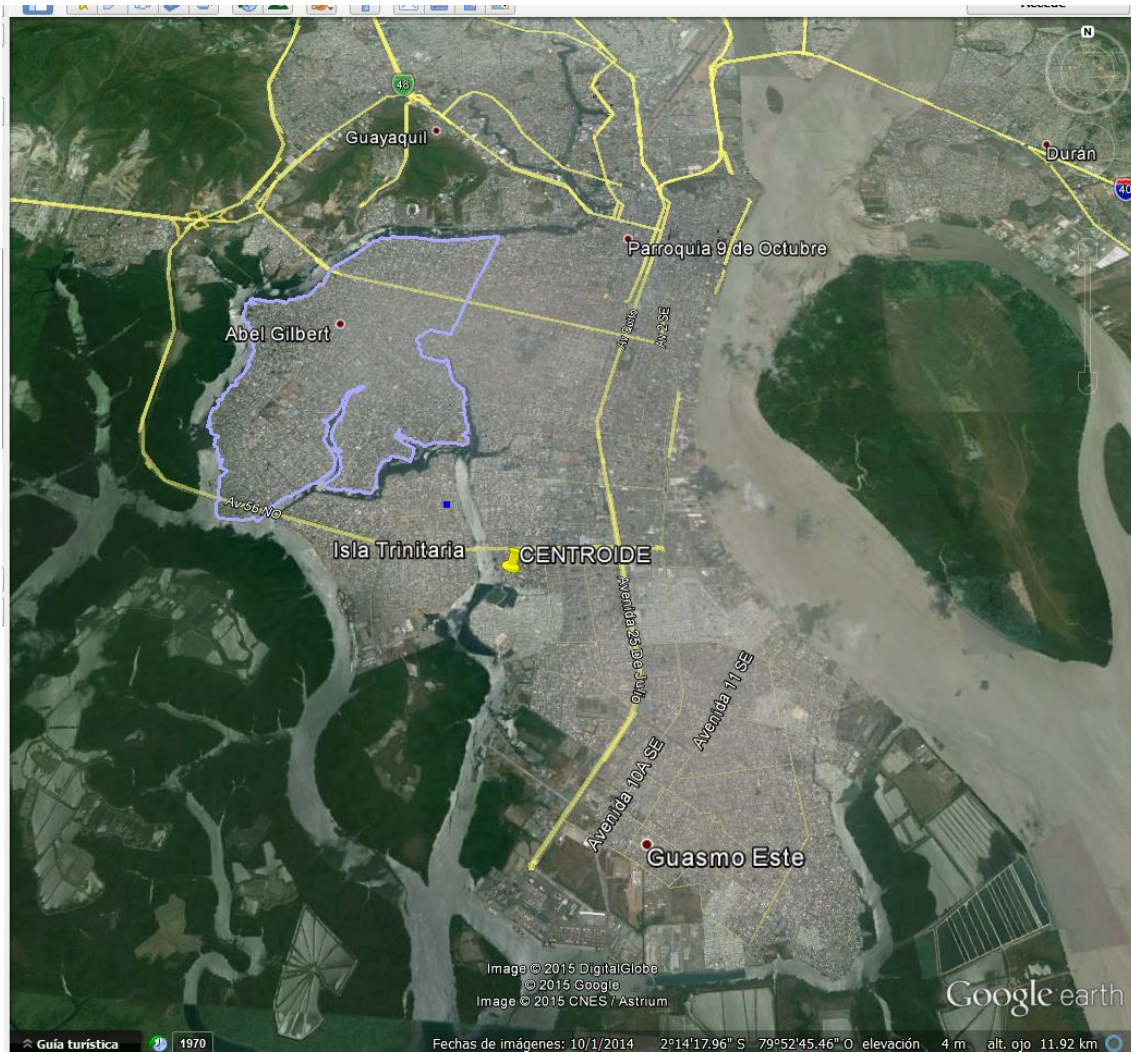 Accede
N
48
Guayaquil
Durán
40
Parroquia 9 de Octubre
Av Quito
Av 2 SE
Abel Gilbert
Av 56 NO
Isla Trinitaria
CENTROIDE
Avenida 25 De Julio
Avenida 11 SE
Avenida 10A SE
Guasmo Este
Image © 2015 DigitalGlobe
© 2015 Google
Image © 2015 CNES / Astrium
Google earth
Guía turística
1970
Fechas de imágenes: 10/1/2014 2°14'17.96" S 79°52'45.46" O elevación 4 m alt. ojo 11.92 km